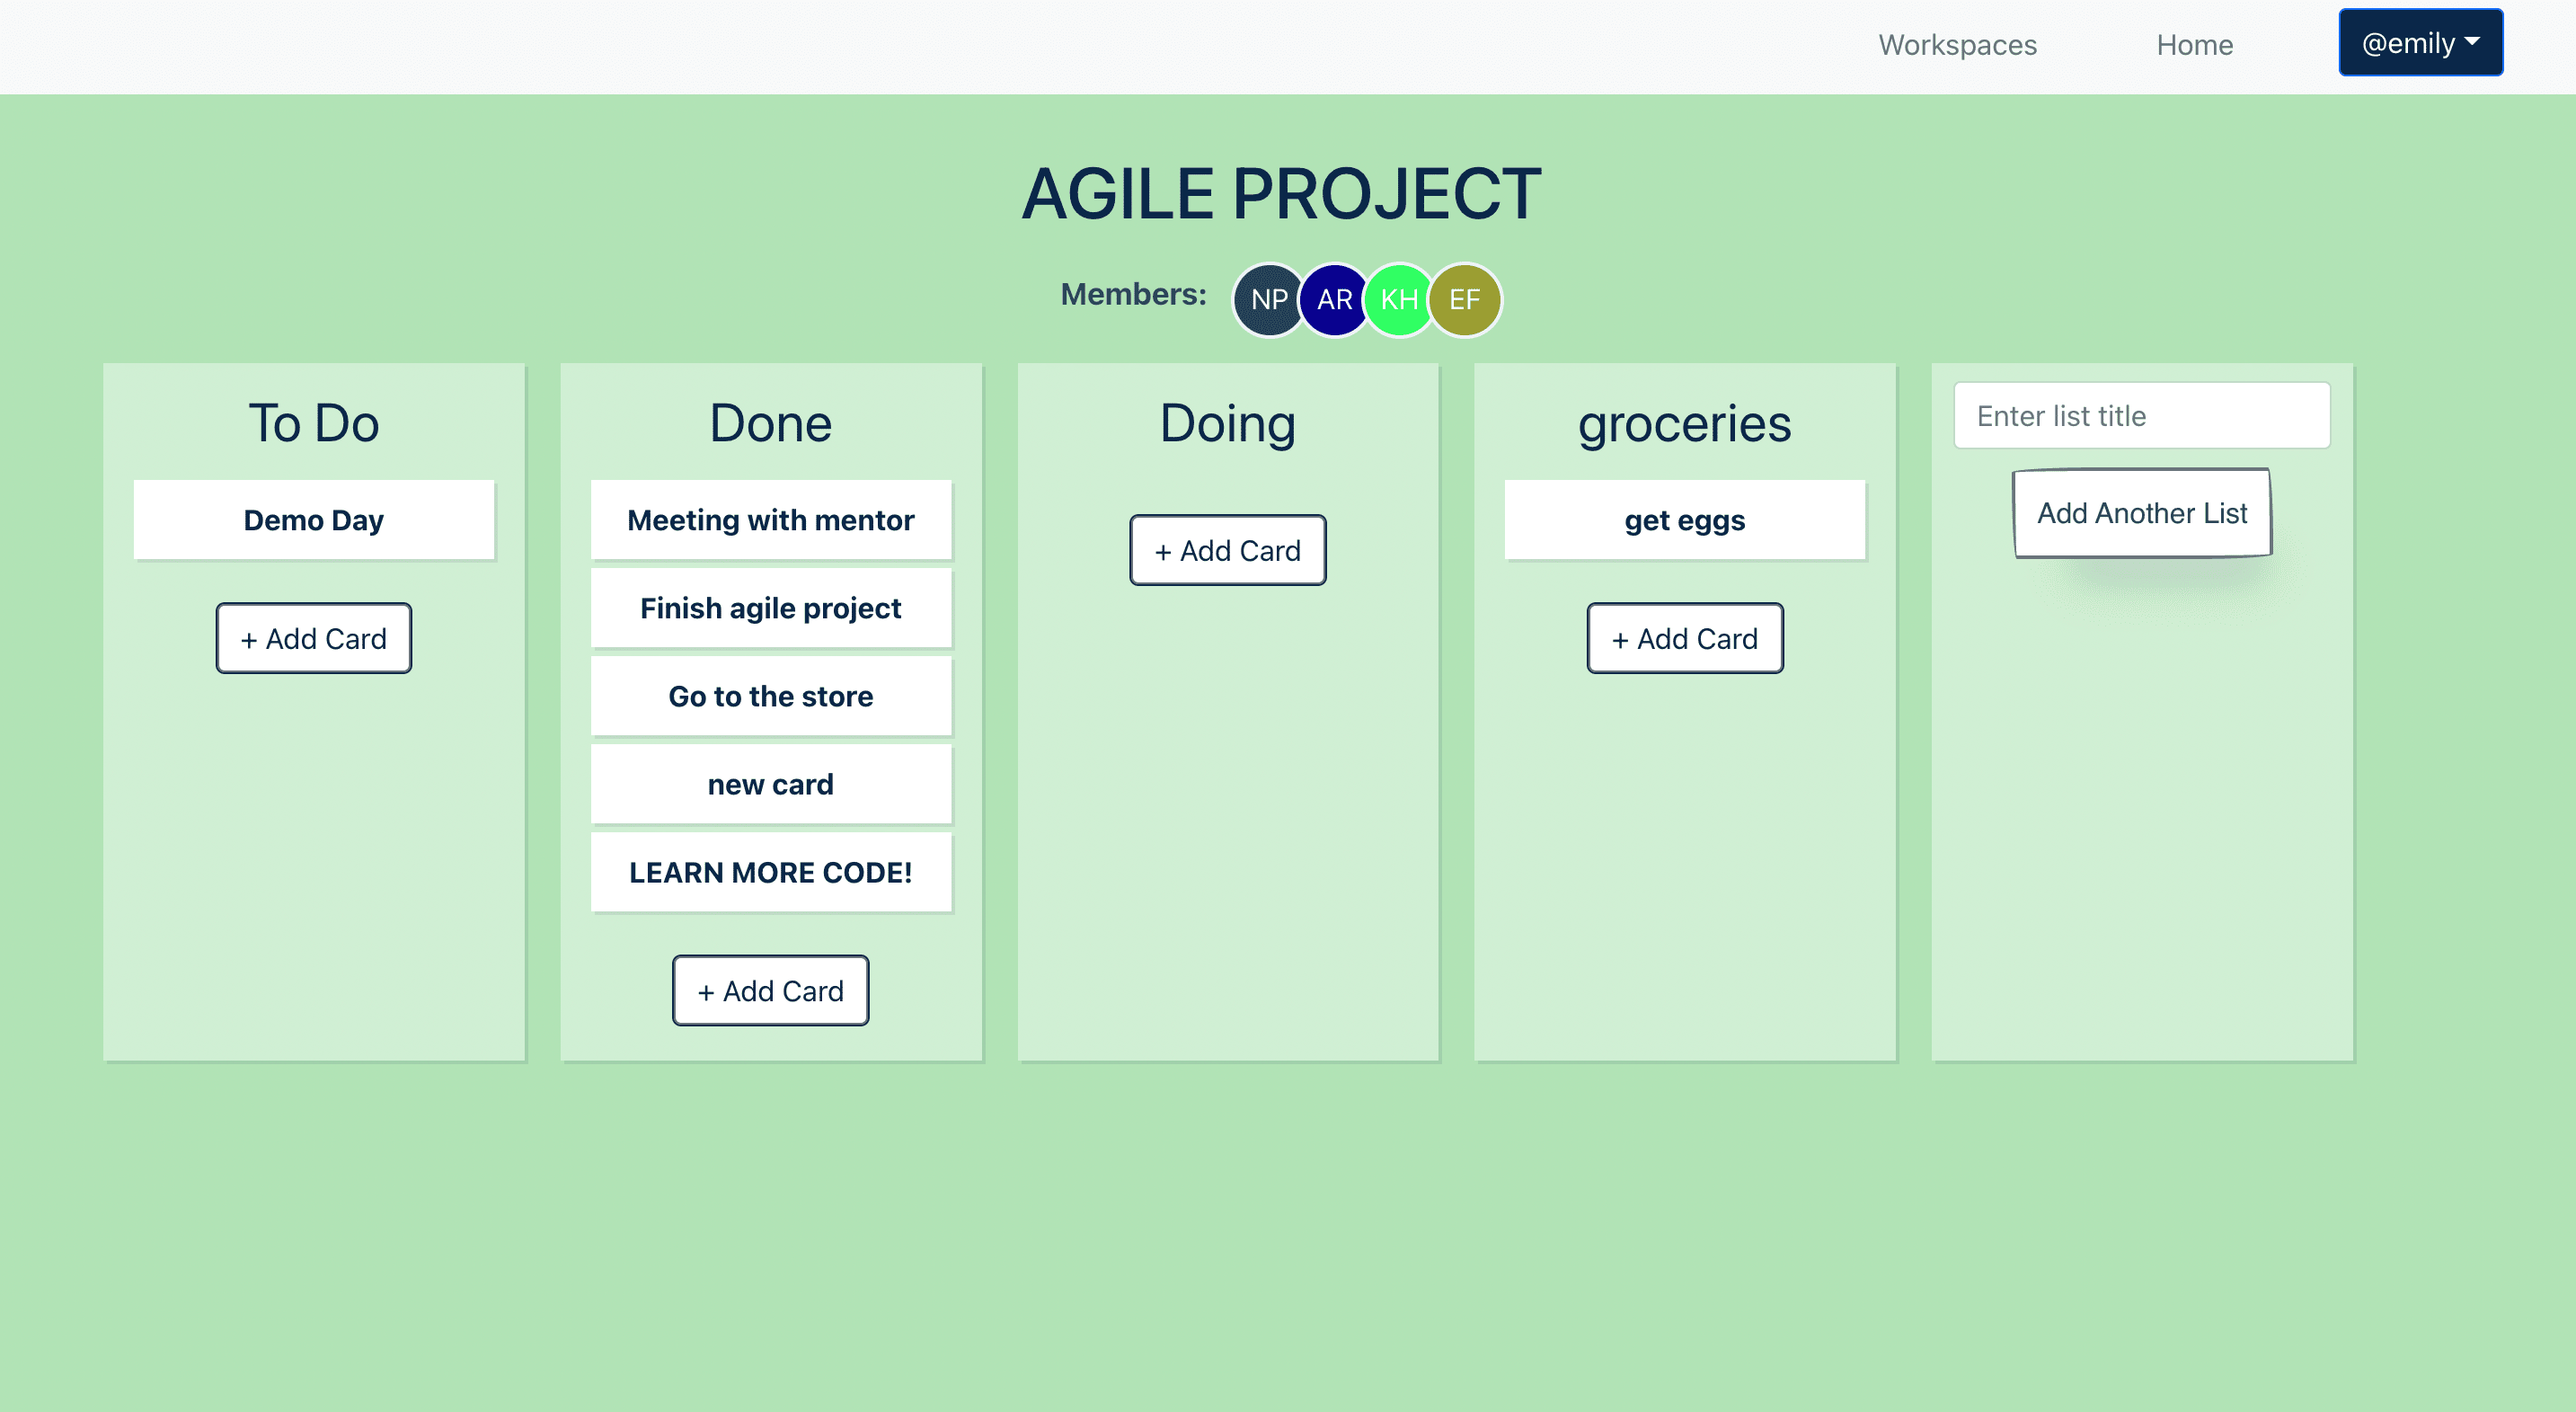 Workspaces
Home
@emily
AGILE PROJECT
Members:
NP
AR
KH
EF
To Do
Demo Day
+ Add Card
Done
Meeting with mentor
Finish agile project
Go to the store
new card
LEARN MORE CODE!
+ Add Card
Doing
+ Add Card
groceries
get eggs
+ Add Card
Enter list title
Add Another List